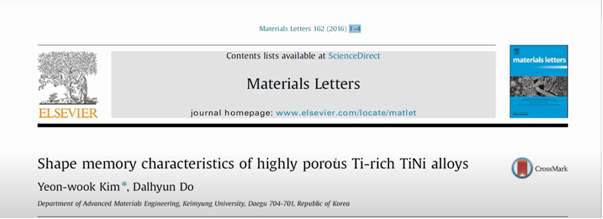 Materials Letters 162 (2016) 1–4
Contents lists available at ScienceDirect
Materials Letters
journal homepage: www.elsevier.com/locate/matlet
ELSEVIER
materials letters
Shape memory characteristics of highly porous Ti-rich TiNi alloys
CrossMark
Yeon-wook Kim*, Dalhyun Do
Department of Advanced Materials Engineering, Keimyung University, Daegu 704-701, Republic of Korea